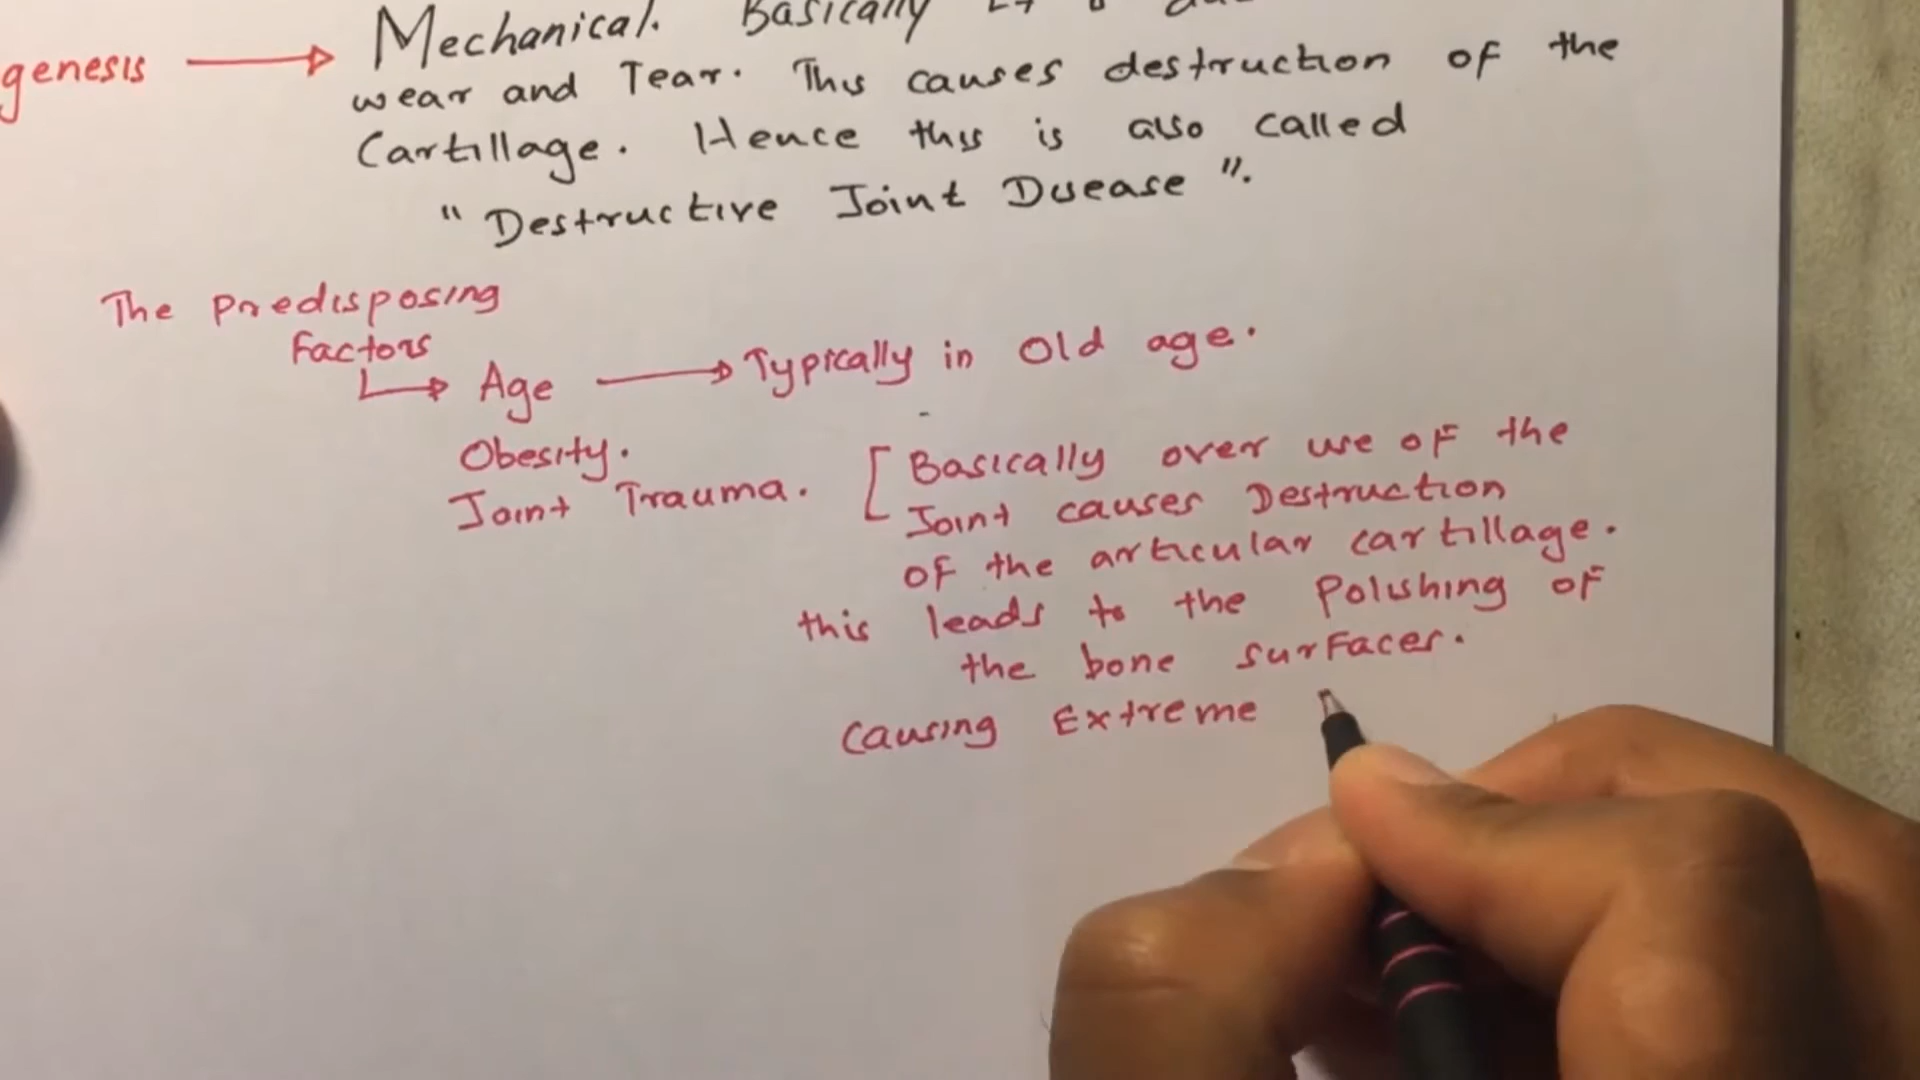 genesis → Mechanical. Basically
wear and Tear. This causes destruction of the
Cartillage. Hence this is also called
"Destructive Joint Disease".
The Predisposing
Factors
Age → Typically in Old age.
Obesity.
Joint Trauma. [Basically over use of the
Joint causes Destruction
of the articular cartillage.
this leads to the Polishing of
the bone surfaces.
causing Extreme